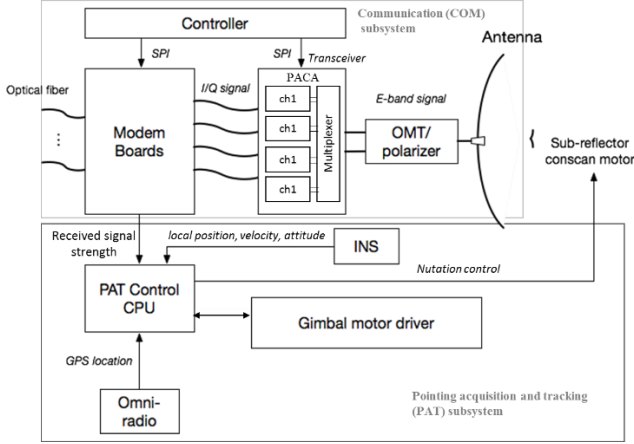 Communication (COM)
subsystem
Controller
SPI
SPI
Transceiver
Antenna
Optical fiber
I/Q signal
PACA
E-band signal
Modem
Boards
ch1
ch1
ch1
ch1
Multiplexer
OMT/
polarizer
Sub-reflector
conscan motor
Received signal
strength
local position, velocity, attitude
INS
Nutation control
PAT Control
CPU
Gimbal motor driver
GPS location
Omni-
radio
Pointing acquisition and tracking
(PAT) subsystem